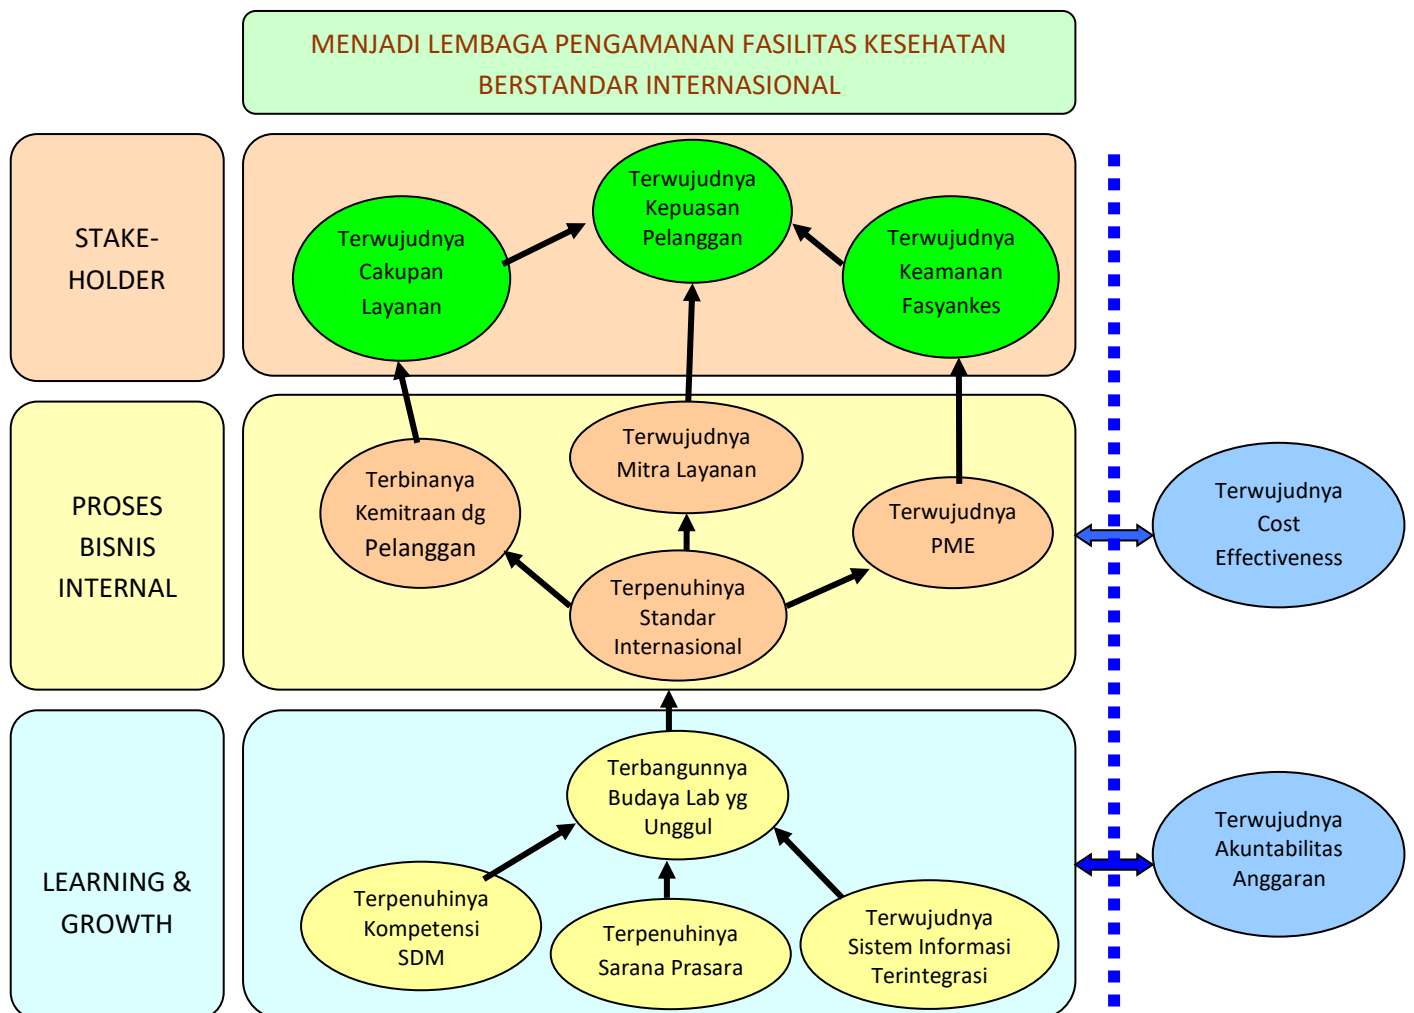 MENJADI LEMBAGA PENGAMANAN FASILITAS KESEHATAN
BERSTANDAR INTERNASIONAL
STAKE-
HOLDER
Terwujudnya
Cakupan
Layanan
Terwujudnya
Kepuasan
Pelanggan
Terwujudnya
Keamanan
Fasyankes
PROSES
BISNIS
INTERNAL
Terbinanya
Kemitraan dg
Pelanggan
Terwujudnya
Mitra Layanan
Terwujudnya
PME
Terpenuhinya
Standar
Internasional
Terwujudnya
Cost
Effectiveness
LEARNING &
GROWTH
Terbangunnya
Budaya Lab yg
Unggul
Terpenuhinya
Kompetensi
SDM
Terpenuhinya
Sarana Prasara
Terwujudnya
Sistem Informasi
Terintegrasi
Terwujudnya
Akuntabilitas
Anggaran